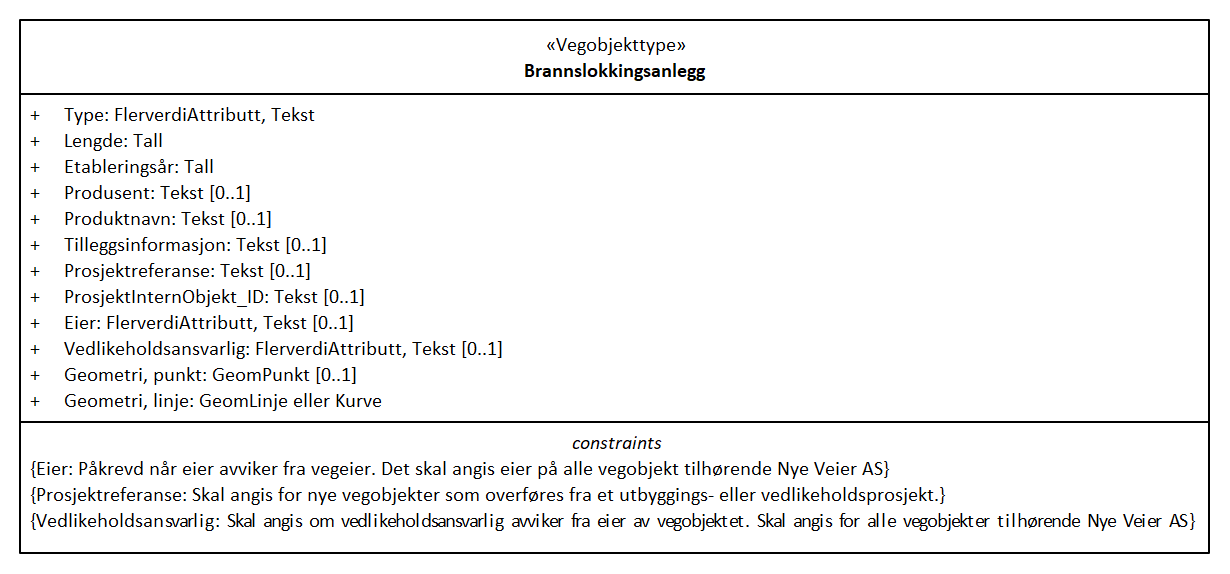 «Vegobjekttype»
Brannslokkingsanlegg
+ Type: FlerverdiAttributt, Tekst
+ Lengde: Tall
+ Etableringsår: Tall
+ Produsent: Tekst [0..1]
+ Produktnavn: Tekst [0..1]
+ Tilleggsinformasjon: Tekst [0..1]
+ Prosjektreferanse: Tekst [0..1]
+ ProsjektInternObjekt_ID: Tekst [0..1]
+ Eier: FlerverdiAttributt, Tekst [0..1]
+ Vedlikeholdsansvarlig: FlerverdiAttributt, Tekst [0..1]
+ Geometri, punkt: GeomPunkt [0..1]
+ Geometri, linje: GeomLinje eller Kurve
constraints
{Eier: Påkrevd når eier avviker fra vegeier. Det skal angis eier på alle vegobjekt tilhørende Nye Veier AS}
{Prosjektreferanse: Skal angis for nye vegobjekter som overføres fra et utbyggings- eller vedlikeholdsprosjekt.}
{Vedlikeholdsansvarlig: Skal angis om vedlikeholdsansvarlig avviker fra eier av vegobjektet. Skal angis for alle vegobjekter tilhørende Nye Veier AS}